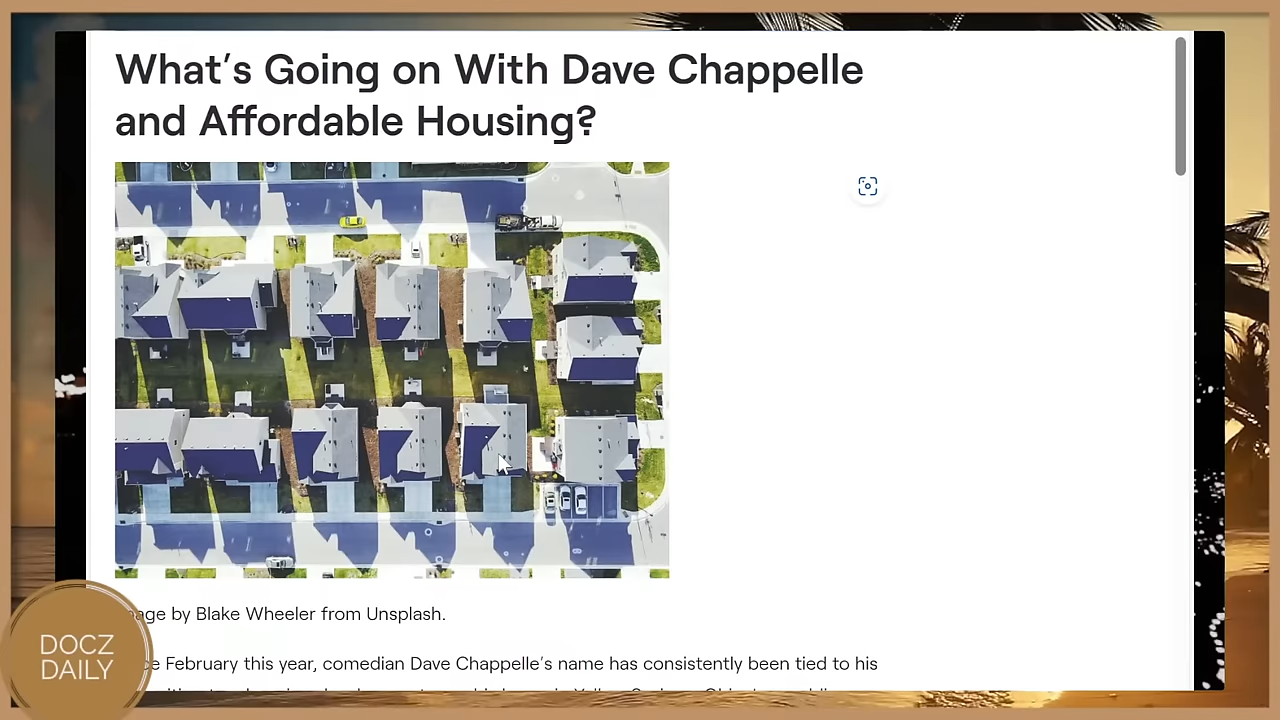 What's Going on With Dave Chappelle
and Affordable Housing?
age by Blake Wheeler from Unsplash.
e February this year, comedian Dave Chappelle's name has consistently been tied to his
DOCZ
DAILY